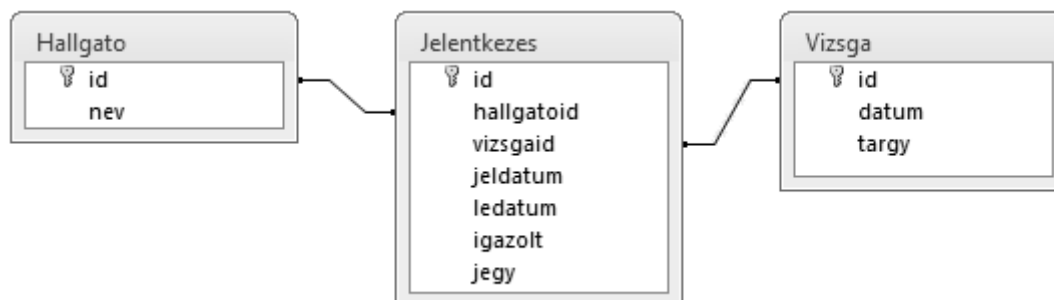 Hallgato
id
nev
Jelentkezes
id
hallgatoid
vizsgaid
jeldatum
ledatum
igazolt
jegy
Vizsga
id
datum
targy